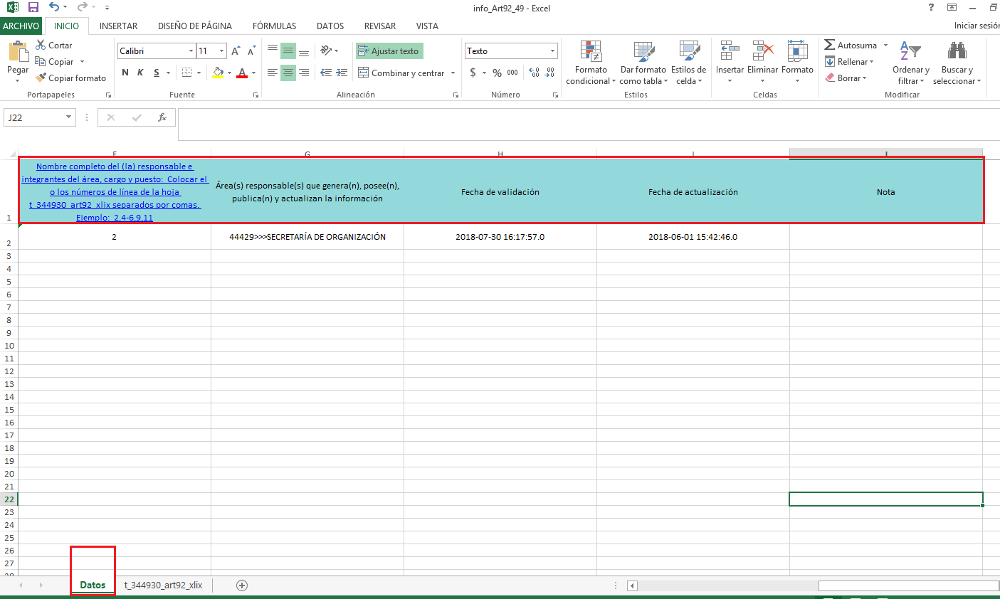 info_Art92_49 - Excel
?
ARCHIVO INICIO INSERTAR DISEÑO DE PÁGINA FÓRMULAS DATOS REVISAR VISTA Iniciar sesión
Pegar
Cortar
Copiar
Copiar formato
Portapapeles
Calibri 11 A A
N K S A
Fuente
Ajustar texto
Combinar y centrar
Alineación
Texto
$ % 000
Número
Formato condicional
Dar formato como tabla
Estilos de celda
Estilos
Insertar Eliminar Formato
Celdas
Autosuma
Rellenar
Borrar
Ordenar y filtrar
Buscar y seleccionar
Modificar
J22 fx
G H
1
Nombre completo del (la) responsable e
integrantes del área, cargo y puesto: Colocar el
o los números de línea de la hoja
t_344930_art92_xlix separados por comas.
Ejemplo: 2,4-6,9,11
Área(s) responsable(s) que genera(n), posee(n),
publica(n) y actualizan la información
Fecha de validación
Fecha de actualización
Nota
2 2 44429>>>SECRETARÍA DE ORGANIZACIÓN 2018-07-30 16:17:57.0 2018-06-01 15:42:46.0
3
4
5
6
7
8
9
10
11
12
13
14
15
16
17
18
19
20
21
22
23
24
25
26
27
28
Datos t_344930_art92_xlix